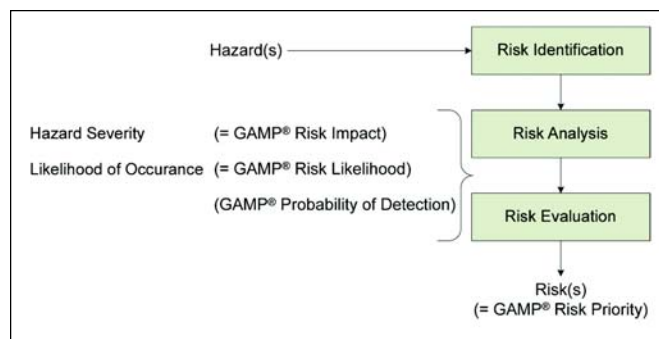 Hazard(s)
Risk Identification
Hazard Severity (= GAMP® Risk Impact)
Risk Analysis
Likelihood of Occurance (= GAMP® Risk Likelihood)
(GAMP® Probability of Detection)
Risk Evaluation
Risk(s)
(= GAMP® Risk Priority)